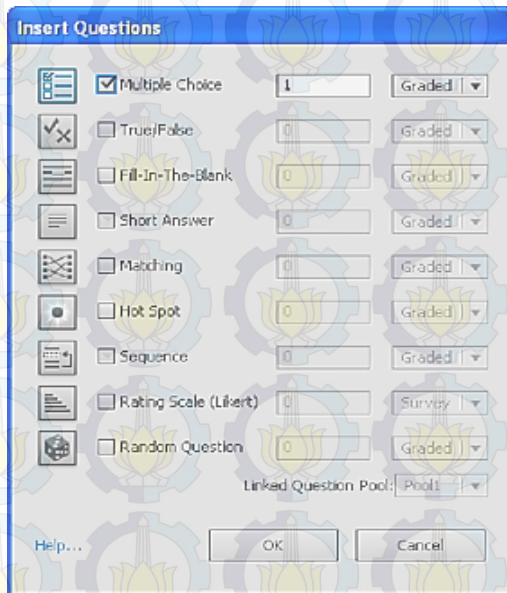 Insert Questions
Multiple Choice 1 Graded
True/False 0 Graded
Fill-In-The-Blank 0 Graded
Short Answer 0 Graded
Matching 0 Graded
Hot Spot 0 Graded
Sequence 0 Graded
Rating Scale (Likert) 0 Survey
Random Question 0 Graded
Linked Question Pool: Pool1
Help... OK Cancel